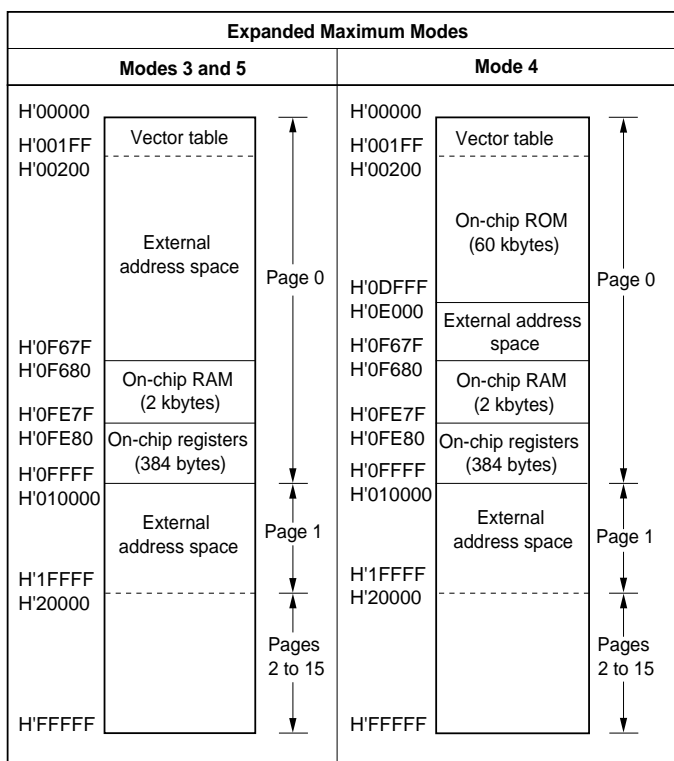 Expanded Maximum Modes
Modes 3 and 5
H'00000
H'001FF
H'00200
H'0F67F
H'0F680
H'0FE7F
H'0FE80
H'0FFFF
H'010000
H'1FFFF
H'20000
H'FFFFF
Vector table
External
address space
On-chip RAM
(2 kbytes)
On-chip registers
(384 bytes)
External
address space
Page 0
Page 1
Pages
2 to 15
Mode 4
H'00000
H'001FF
H'00200
H'0DFFF
H'0E000
H'0F67F
H'0F680
H'0FE7F
H'0FE80
H'0FFFF
H'010000
H'1FFFF
H'20000
H'FFFFF
Vector table
On-chip ROM
(60 kbytes)
External address
space
On-chip RAM
(2 kbytes)
On-chip registers
(384 bytes)
External
address space
Page 0
Page 1
Pages
2 to 15